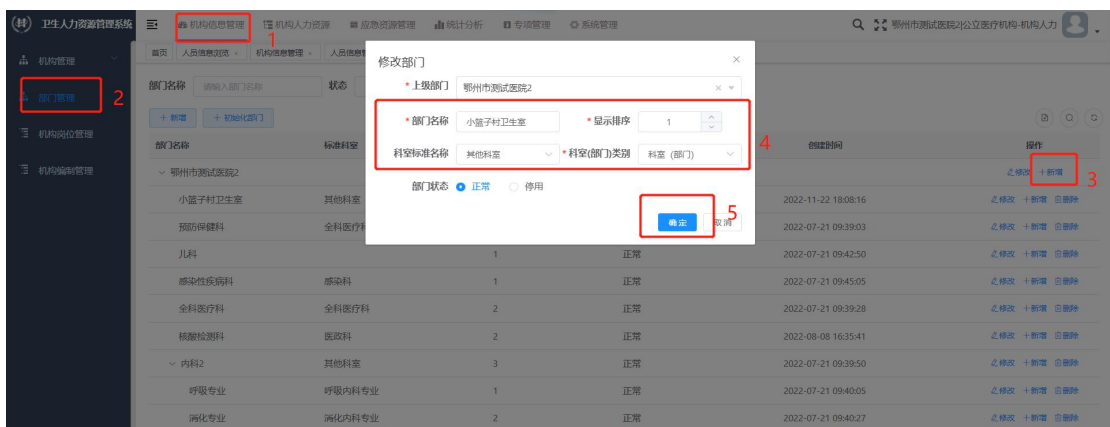 卫生人力资源管理系统 机构信息管理 机构人力资源 应急资源管理 统计分析 专项管理 系统管理 鄂州市测试医院2|公立医疗机构-机构人力
1
机构管理
首页 人员信息浏览 机构信息管理 人员信息
修改部门
部门管理 2
部门名称 请输入部门名称 状态
* 上级部门 鄂州市测试医院2
+ 新增 + 初始化部门
* 部门名称 小篮子村卫生室 * 显示排序 1
机构岗位管理
4
部门名称 标准科室 创建时间 操作
科室标准名称 其他科室 * 科室(部门)类别 科室(部门)
机构编制管理
鄂州市测试医院2 修改 +新增
3
部门状态 正常 停用
小篮子村卫生室 其他科室 2022-11-22 18:08:16 修改 +新增 删除
确定 取消 5
预防保健科 全科医疗科 2022-07-21 09:39:03 修改 +新增 删除
儿科 1 正常 2022-07-21 09:42:50 修改 +新增 删除
感染性疾病科 感染科 1 正常 2022-07-21 09:45:05 修改 +新增 删除
全科医疗科 全科医疗科 2 正常 2022-07-21 09:39:28 修改 +新增 删除
核酸检测科 医政科 2 正常 2022-08-08 16:35:41 修改 +新增 删除
内科2 其他科室 3 正常 2022-07-21 09:39:50 修改 +新增 删除
呼吸专业 呼吸内科专业 1 正常 2022-07-21 09:40:05 修改 +新增 删除
消化专业 消化内科专业 2 正常 2022-07-21 09:40:27 修改 +新增 删除